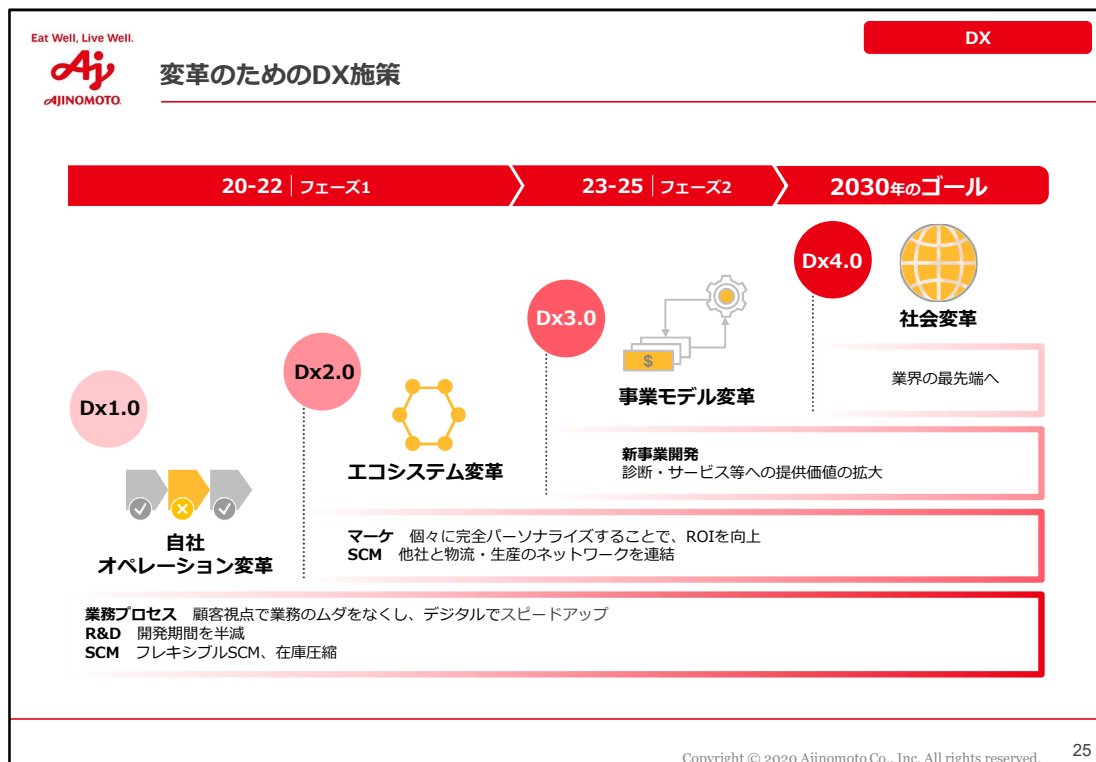 Eat Well, Live Well.
Aj
AJINOMOTO.
DX
変革のためのDX施策
20-22 | フェーズ1
23-25 | フェーズ2
2030年のゴール
Dx4.0
社会変革
業界の最先端へ
Dx3.0
$
事業モデル変革
新事業開発
診断・サービス等への提供価値の拡大
Dx2.0
エコシステム変革
マーケ 個々に完全パーソナライズすることで、ROIを向上
SCM 他社と物流・生産のネットワークを連結
Dx1.0
自社
オペレーション変革
業務プロセス 顧客視点で業務のムダをなくし、デジタルでスピードアップ
R&D 開発期間を半減
SCM フレキシブルSCM、在庫圧縮
Copyright © 2020 Ajinomoto Co., Inc. All rights reserved.
25